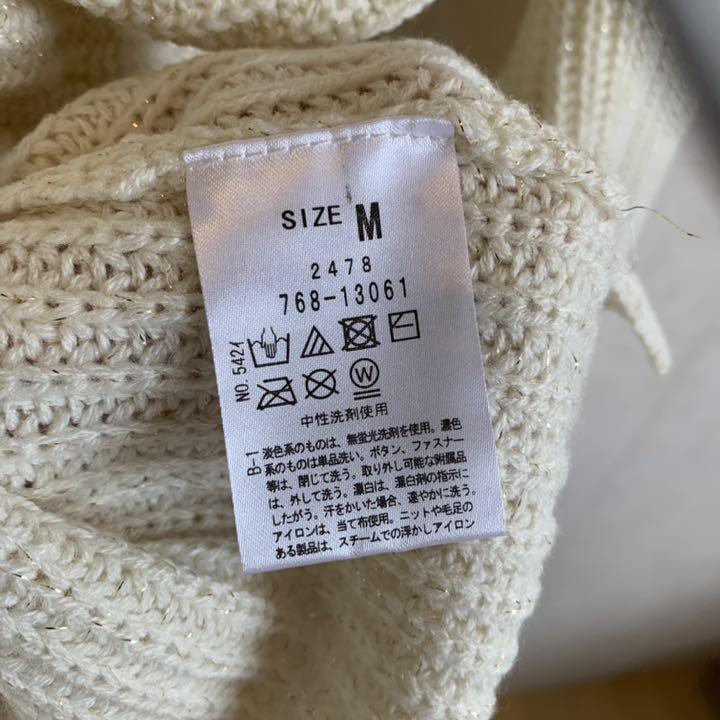 SIZE M
2478
768-13061
NO. 5421
W
中性洗剤使用
B-1
淡色系のものは、無蛍光洗剤を使用。濃色
系のものは単品洗い。ボタン、ファスナー
等は、閉じて洗う。取り外し可能な附属品
は、外して洗う。漂白は、漂白剤の指示に
したがう。汗をかいた場合、速やかに洗う。
アイロンは、当て布使用。ニットや毛足の
ある製品は、スチームでの浮かしアイロン